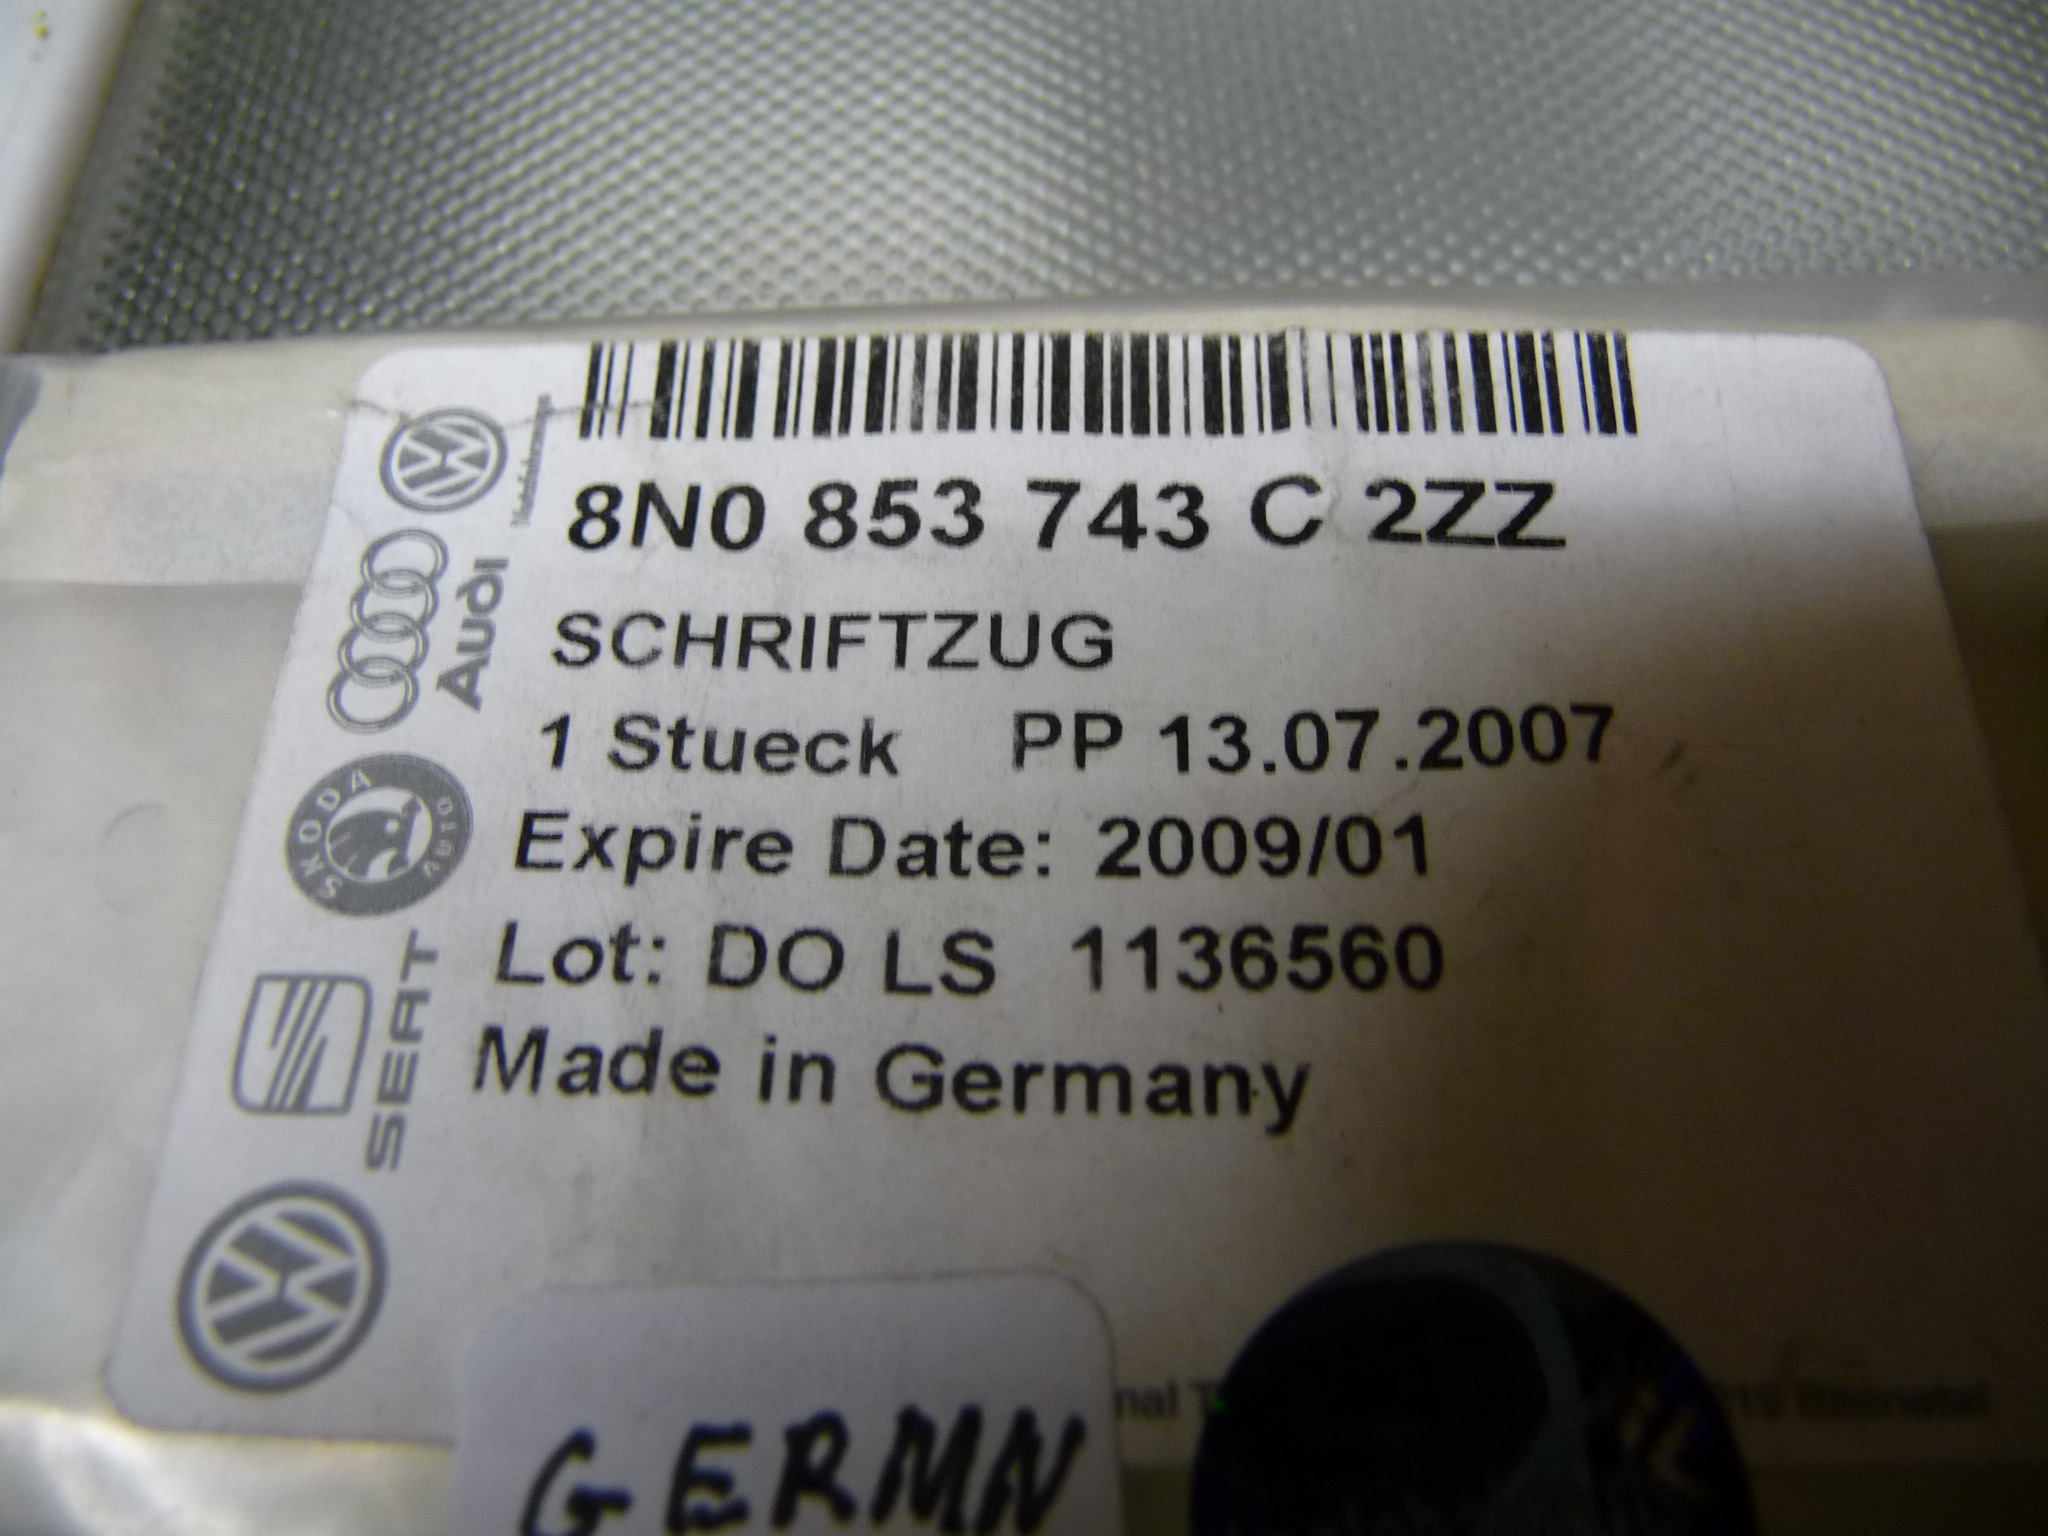 8N0 853 743 C 2ZZ
SCHRIFTZUG
1 Stueck PP 13.07.2007
Expire Date: 2009/01
Lot: DO LS 1136560
Made in Germany
Audi
SKODA AUTO
SEAT
GERMN